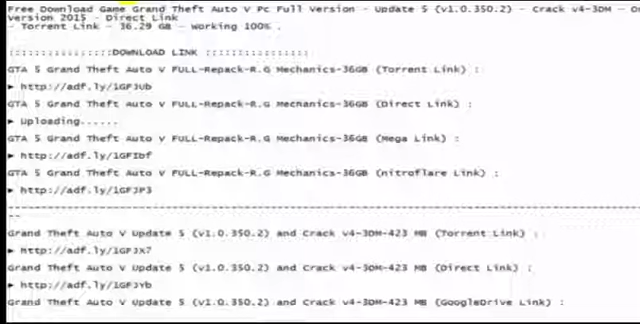 Free Download Game Grand Theft Auto V Pc Full Version - Update 5 (v1.0.350.2) - Crack v4-3DM -
Version 2015 - Direct Link
- Torrent Link - 36.29 GB - working 100% .
::::::::::::::::DOWNLOAD LINK ::::::::::::::::
GTA 5 Grand Theft Auto V FULL-Repack-R.G Mechanics-36GB (Torrent Link) :
► http://adf.ly/1GFJUb
GTA 5 Grand Theft Auto V FULL-Repack-R.G Mechanics-36GB (Direct Link) :
► Uploading......
GTA 5 Grand Theft Auto V FULL-Repack-R.G Mechanics-36GB (Mega Link) :
► http://adf.ly/1GFIbf
GTA 5 Grand Theft Auto V FULL-Repack-R.G Mechanics-36GB (nitroflare Link) :
► http://adf.ly/1GFJP3
--
Grand Theft Auto V Update 5 (v1.0.350.2) and Crack v4-3DM-423 MB (Torrent Link) :
► http://adf.ly/1GFJX7
Grand Theft Auto V Update 5 (v1.0.350.2) and Crack v4-3DM-423 MB (Direct Link) :
► http://adf.ly/1GFJYb
Grand Theft Auto V Update 5 (v1.0.350.2) and Crack v4-3DM-423 MB (GoogleDrive Link) :